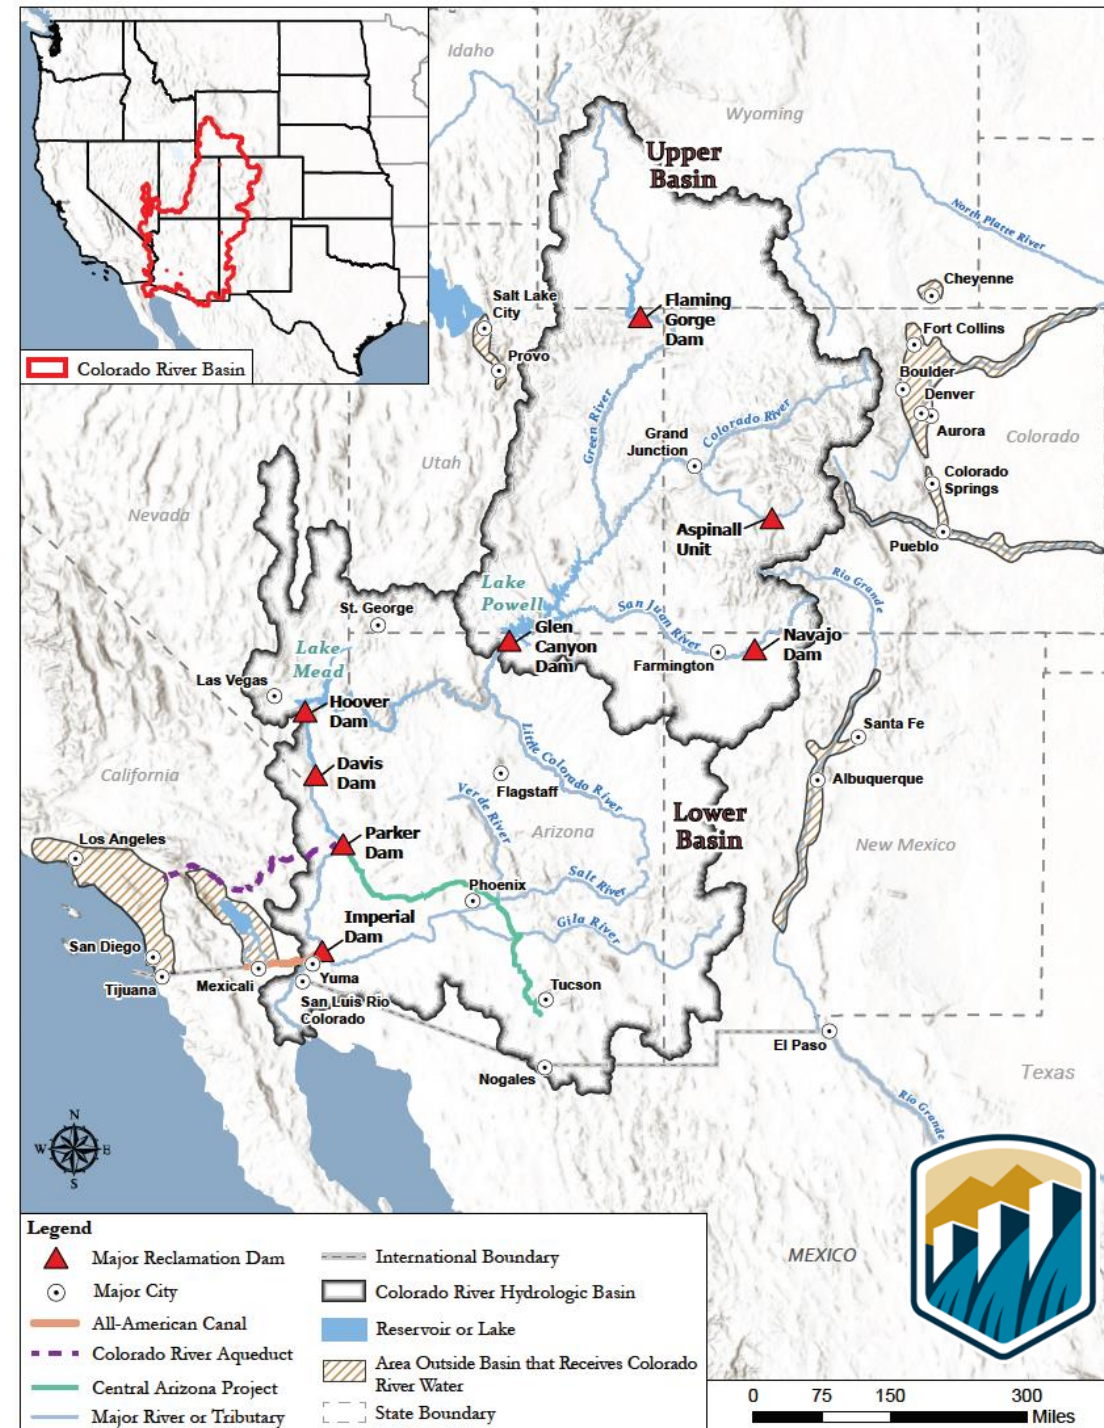 Idaho
Wyoming
Upper
Basin
North Platte River
Cheyenne
Salt Lake
City
Flaming
Gorge
Dam
Fort Collins
Provo
Boulder
Denver
Colorado River Basin
Green River
Colorado River
Aurora
Grand
Junction
Colorado
Utah
Colorado
Springs
Nevada
Aspinall
Unit
Pueblo
Lake
Powell
Rio Grande
St. George
San Juan River
Glen
Canyon
Dam
Navajo
Dam
Farmington
Lake
Mead
Las Vegas
Hoover
Dam
Santa Fe
Little Colorado River
California
Davis
Dam
Flagstaff
Albuquerque
Verde River
Lower
Basin
Los Angeles
Parker
Dam
Arizona
New Mexico
Phoenix
Salt River
Imperial
Dam
Gila River
San Diego
Tijuana
Mexicali
Yuma
San Luis Rio
Colorado
Tucson
El Paso
Nogales
Texas
Rio Grande
N
W E
S
MEXICO
Legend
Major Reclamation Dam
Major City
All-American Canal
Colorado River Aqueduct
Central Arizona Project
Major River or Tributary
International Boundary
Colorado River Hydrologic Basin
Reservoir or Lake
Area Outside Basin that Receives Colorado
River Water
State Boundary
0 75 150 300
Miles